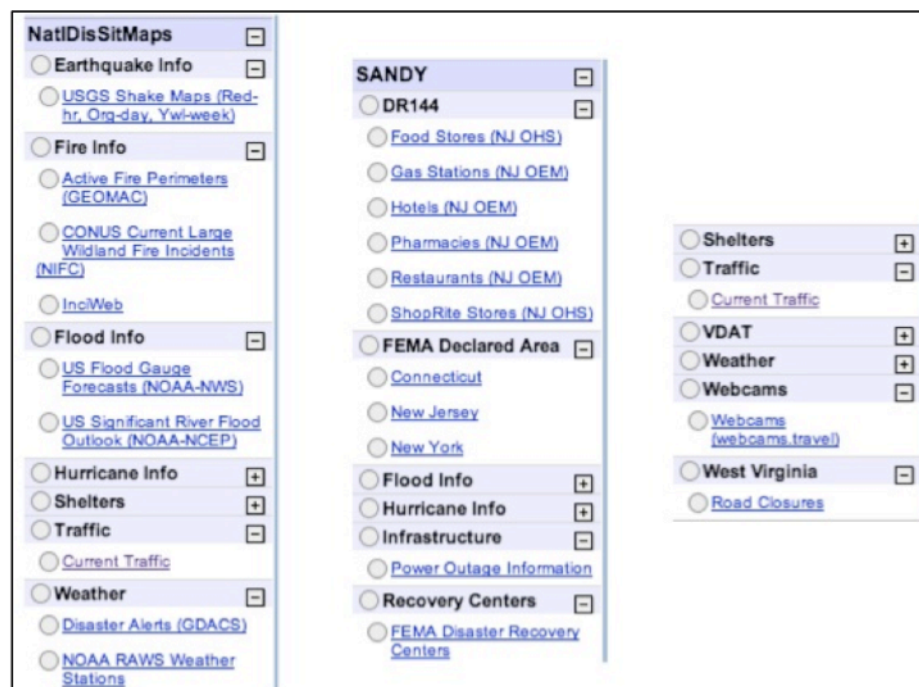 NatlDisSitMaps
Earthquake Info
USGS Shake Maps (Red-
hr, Org-day, Ywl-week)
Fire Info
Active Fire Perimeters
(GEOMAC)
CONUS Current Large
Wildland Fire Incidents
(NIFC)
InciWeb
Flood Info
US Flood Gauge
Forecasts (NOAA-NWS)
US Significant River Flood
Outlook (NOAA-NCEP)
Hurricane Info
Shelters
Traffic
Current Traffic
Weather
Disaster Alerts (GDACS)
NOAA RAWS Weather
Stations
SANDY
DR144
Food Stores (NJ OHS)
Gas Stations (NJ OEM)
Hotels (NJ OEM)
Pharmacies (NJ OEM)
Restaurants (NJ OEM)
ShopRite Stores (NJ OHS)
FEMA Declared Area
Connecticut
New Jersey
New York
Flood Info
Hurricane Info
Infrastructure
Power Outage Information
Recovery Centers
FEMA Disaster Recovery
Centers
Shelters
Traffic
Current Traffic
VDAT
Weather
Webcams
Webcams
(webcams.travel)
West Virginia
Road Closures